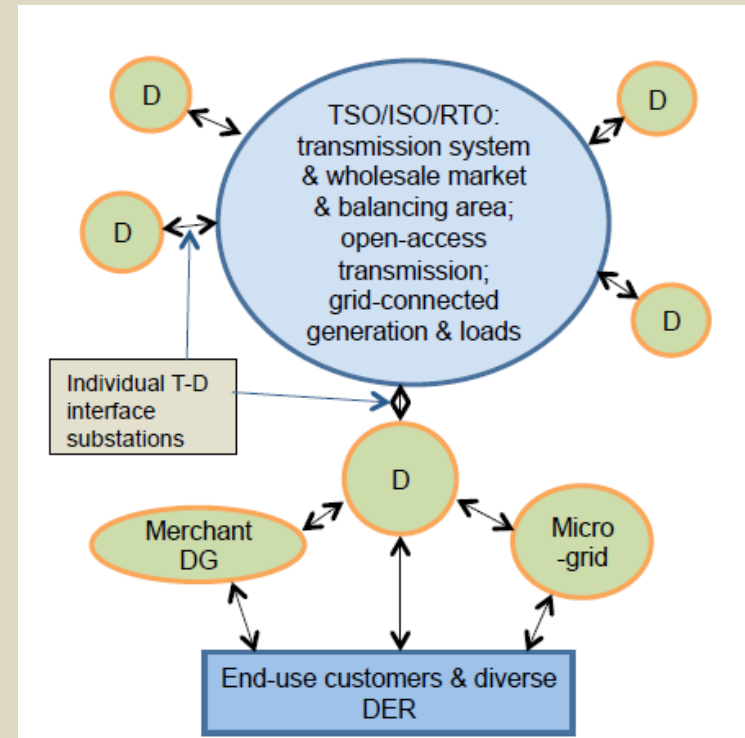 D
D
TSO/ISO/RTO:
transmission system
& wholesale market
& balancing area;
open-access
transmission;
grid-connected
generation & loads
D
D
Individual T-D
interface
substations
D
Merchant
DG
Micro
-grid
End-use customers & diverse
DER